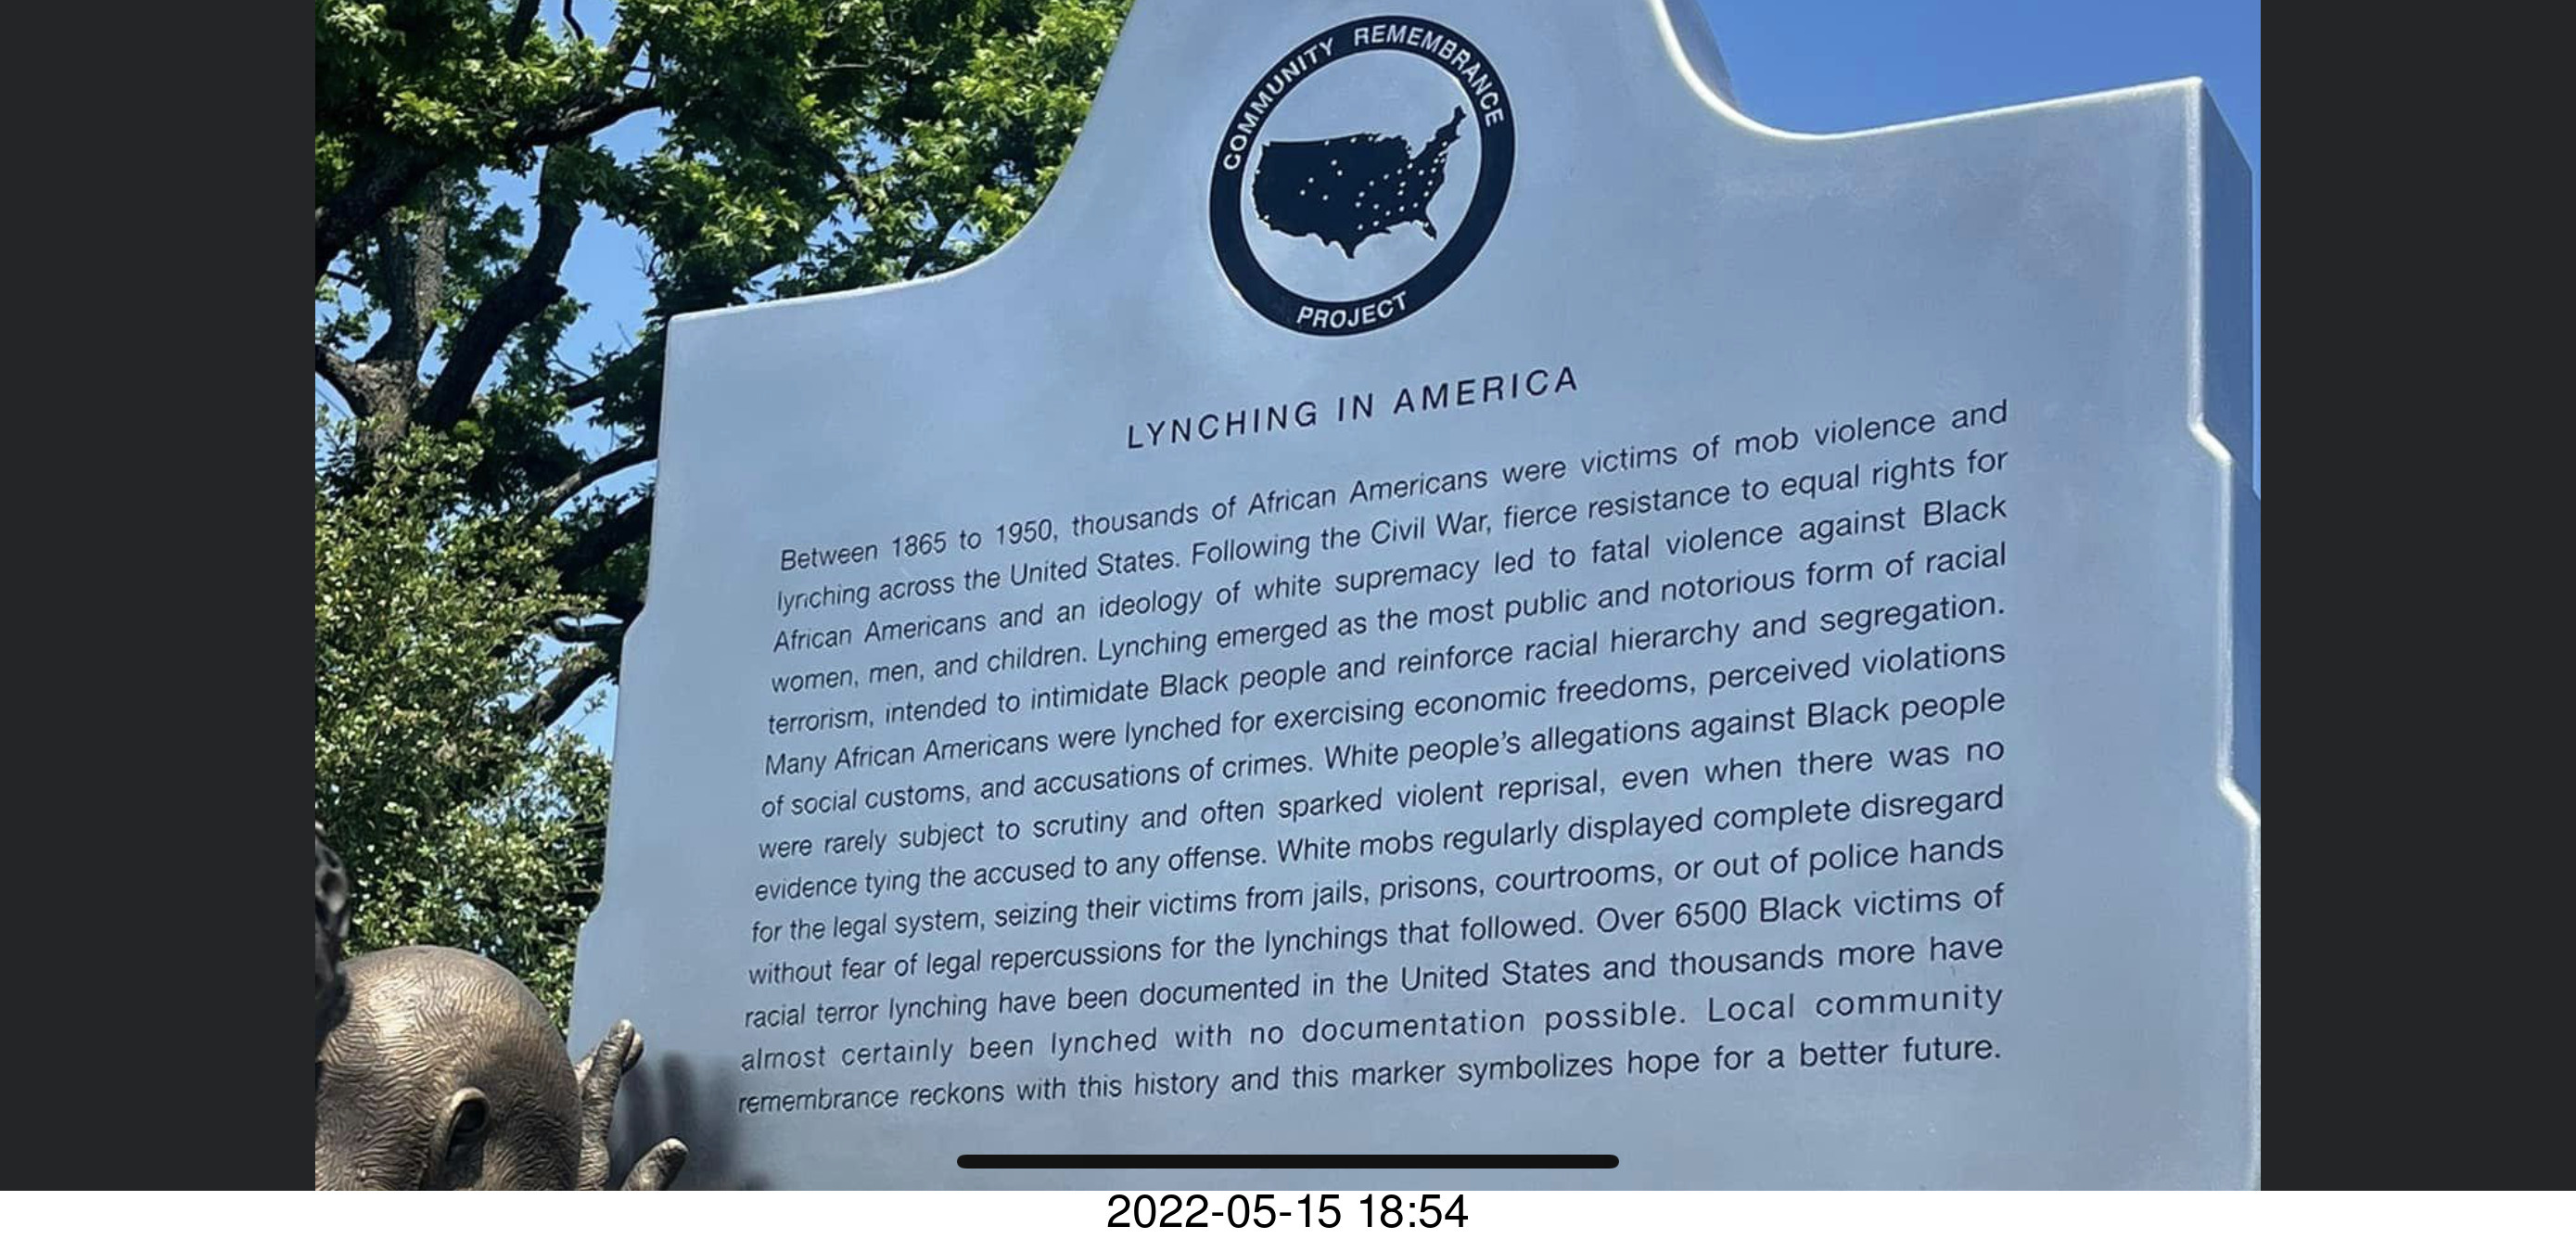 COMMUNITY REMEMBRANCE
PROJECT
LYNCHING IN AMERICA
Between 1865 to 1950, thousands of African Americans were victims of mob violence and
lynching across the United States. Following the Civil War, fierce resistance to equal rights for
African Americans and an ideology of white supremacy led to fatal violence against Black
women, men, and children. Lynching emerged as the most public and notorious form of racial
terrorism, intended to intimidate Black people and reinforce racial hierarchy and segregation.
Many African Americans were lynched for exercising economic freedoms, perceived violations
of social customs, and accusations of crimes. White people's allegations against Black people
were rarely subject to scrutiny and often sparked violent reprisal, even when there was no
evidence tying the accused to any offense. White mobs regularly displayed complete disregard
for the legal system, seizing their victims from jails, prisons, courtrooms, or out of police hands
without fear of legal repercussions for the lynchings that followed. Over 6500 Black victims of
racial terror lynching have been documented in the United States and thousands more have
almost certainly been lynched with no documentation possible. Local community
remembrance reckons with this history and this marker symbolizes hope for a better future.
2022-05-15 18:54